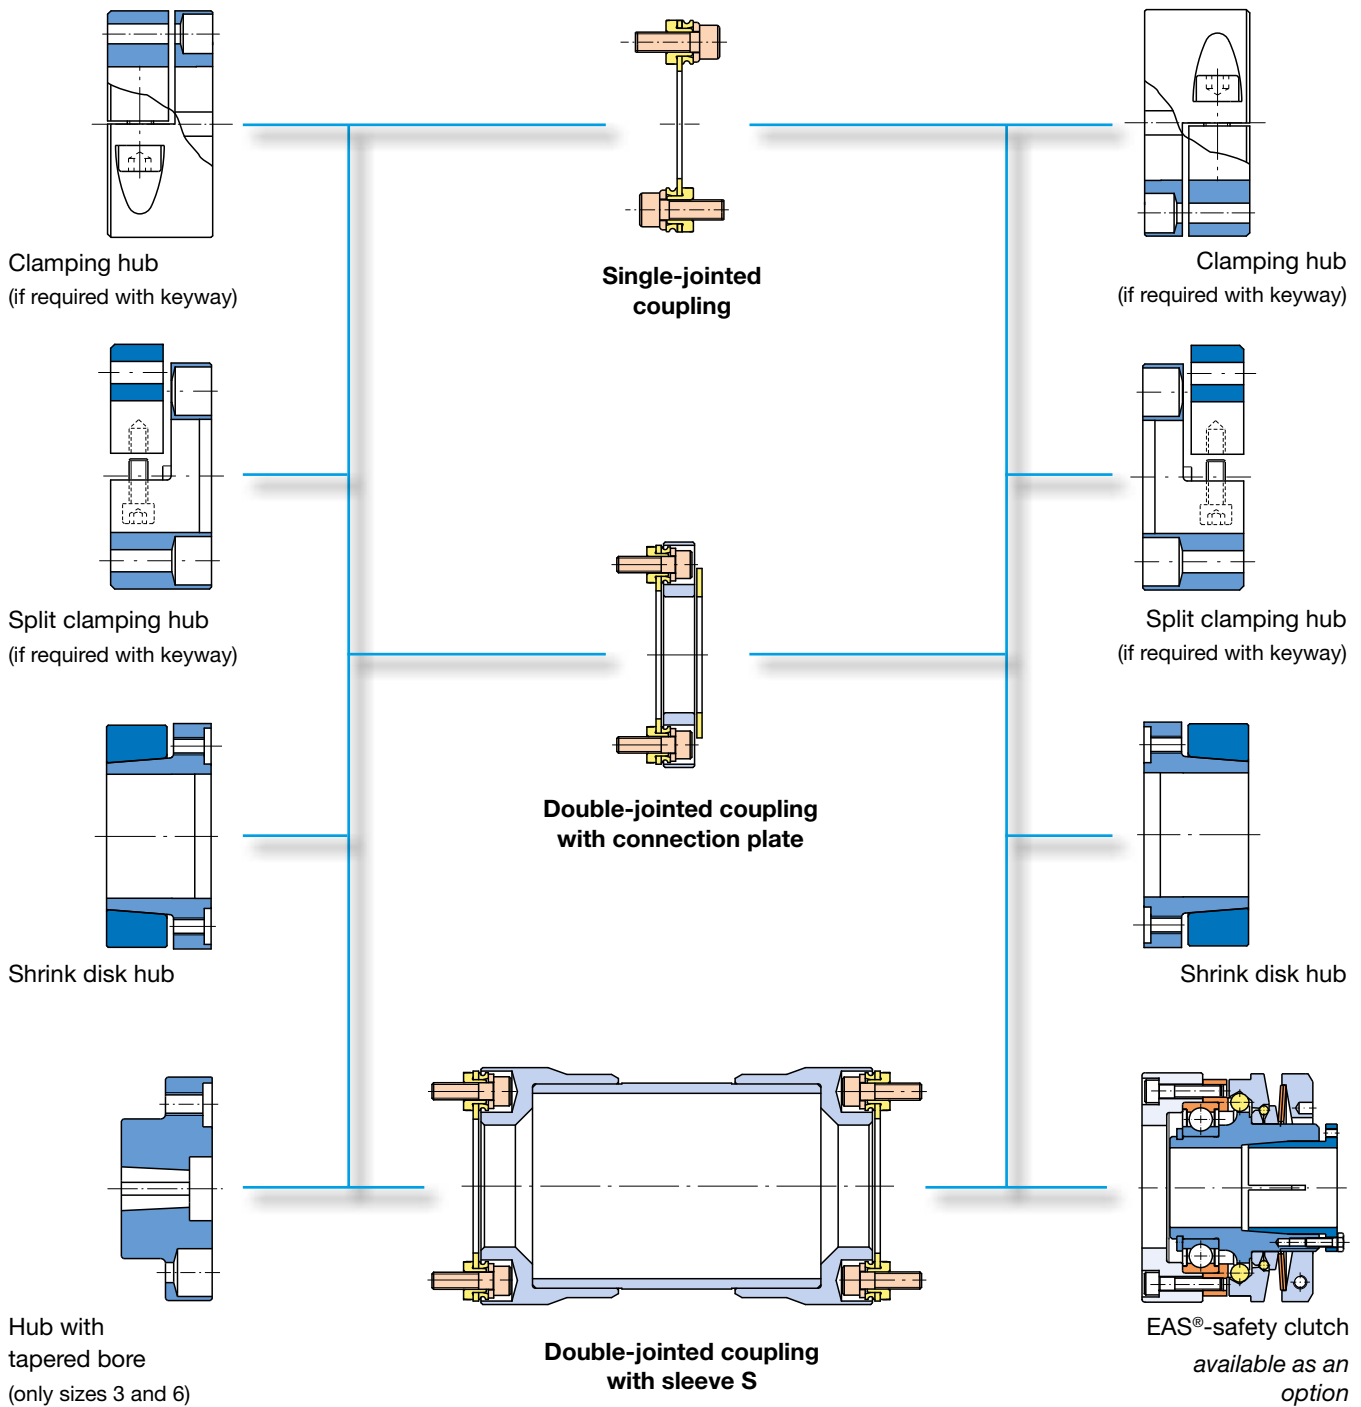 Clamping hub
(if required with keyway)
Single-jointed
coupling
Clamping hub
(if required with keyway)
Split clamping hub
(if required with keyway)
Split clamping hub
(if required with keyway)
Double-jointed coupling
with connection plate
Shrink disk hub
Shrink disk hub
Hub with
tapered bore
(only sizes 3 and 6)
Double-jointed coupling
with sleeve S
EAS®-safety clutch
available as an
option